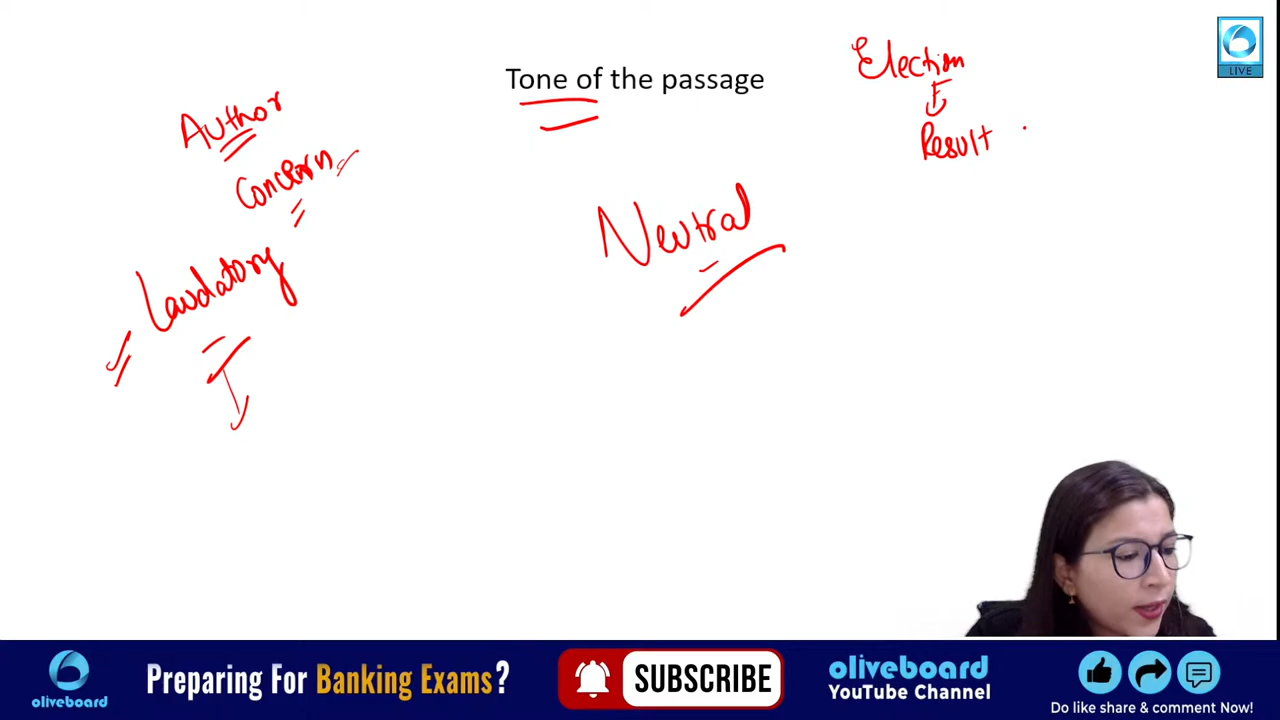 Tone of the passage
Election
Result
Author
Concern
Laudatory
Neutral
LIVE
oliveboard
Preparing For Banking Exams?
SUBSCRIBE
oliveboard
YouTube Channel
Do like share & comment Now!